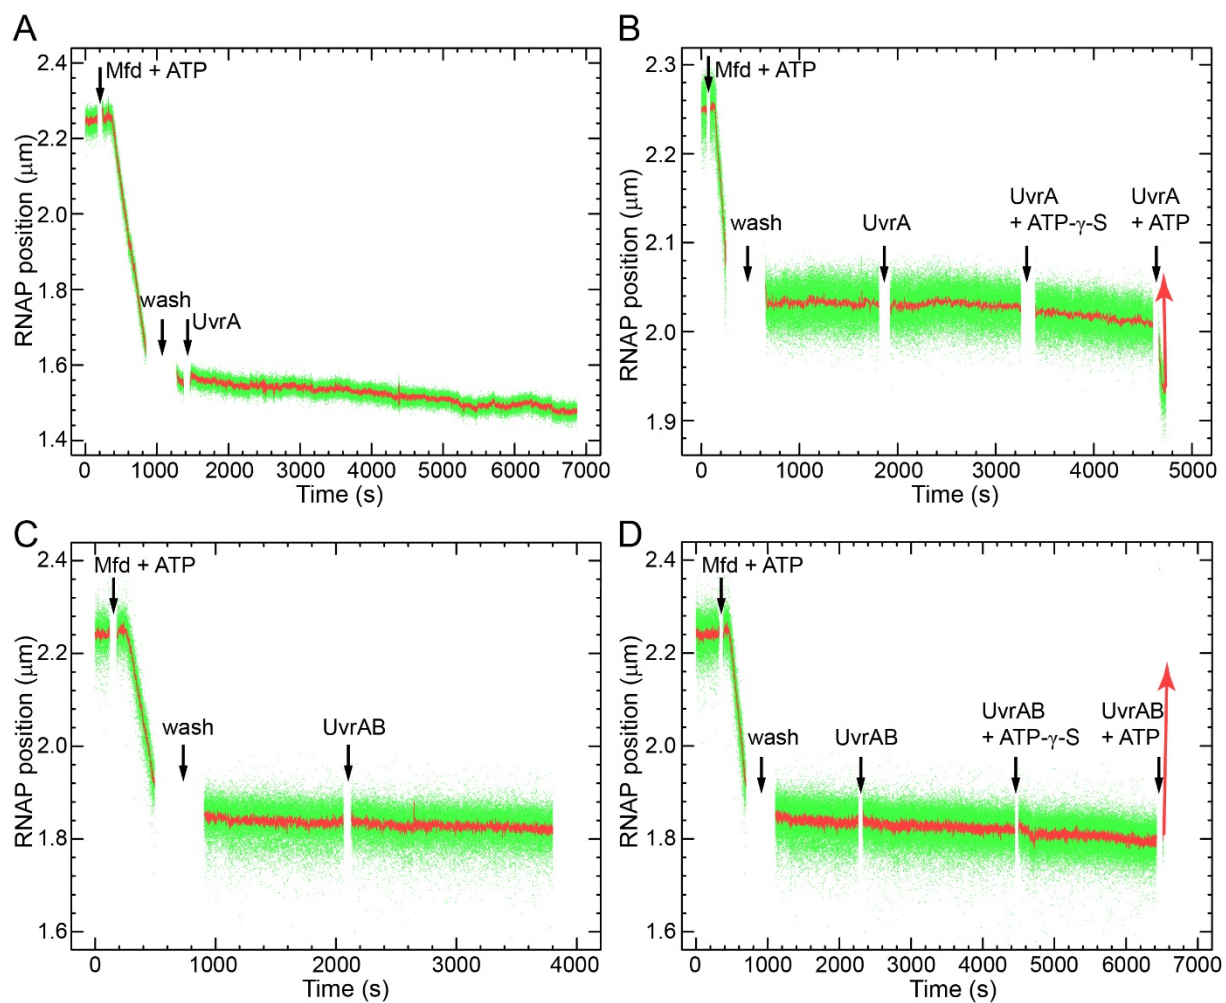 A
B
2.4
2.2
2.0
1.8
1.6
1.4
RNAP position (μm)
Mfd + ATP
wash
UvrA
0 1000 2000 3000 4000 5000 6000 7000
Time (s)
2.3
2.2
2.1
2.0
1.9
RNAP position (μm)
Mfd + ATP
wash
UvrA
UvrA
+ ATP-γ-S
UvrA
+ ATP
0 1000 2000 3000 4000 5000
Time (s)
C
D
2.4
2.2
2.0
1.8
1.6
RNAP position (μm)
Mfd + ATP
wash
UvrAB
0 1000 2000 3000 4000
Time (s)
2.4
2.2
2.0
1.8
1.6
RNAP position (μm)
Mfd + ATP
wash
UvrAB
UvrAB
+ ATP-γ-S
UvrAB
+ ATP
0 1000 2000 3000 4000 5000 6000 7000
Time (s)